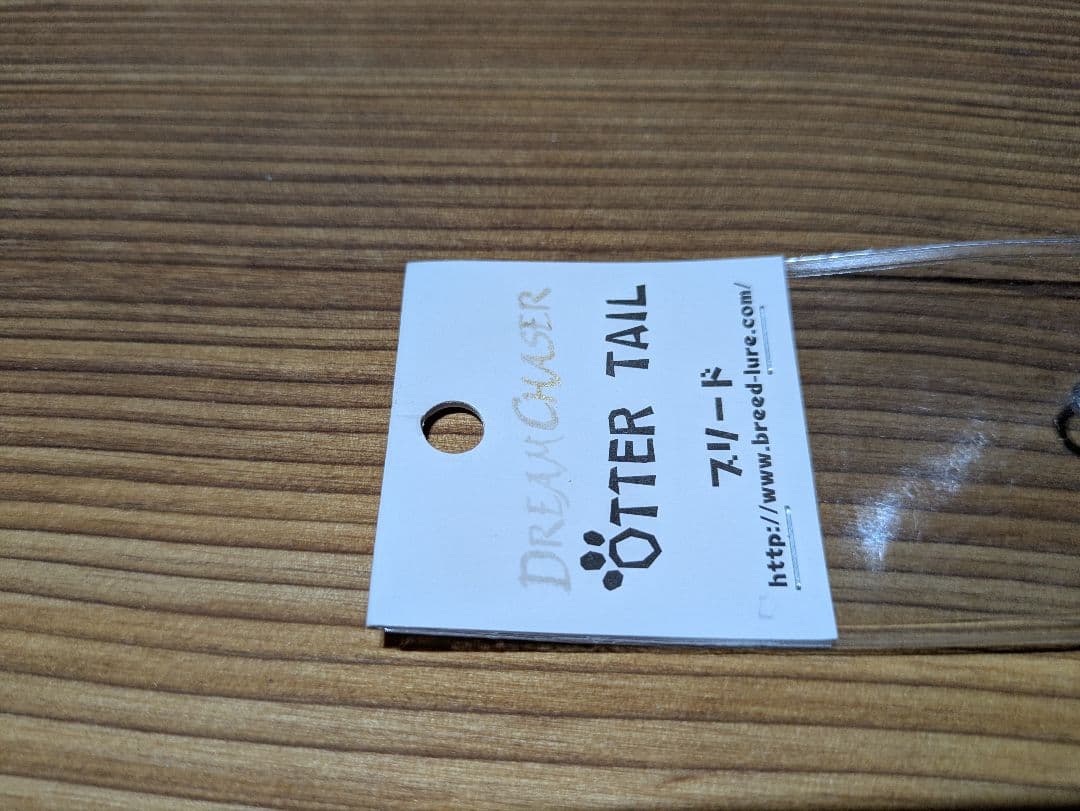 DREAM CHASER
OTTER TAIL
ブリード
http://www.breed-lure.com/